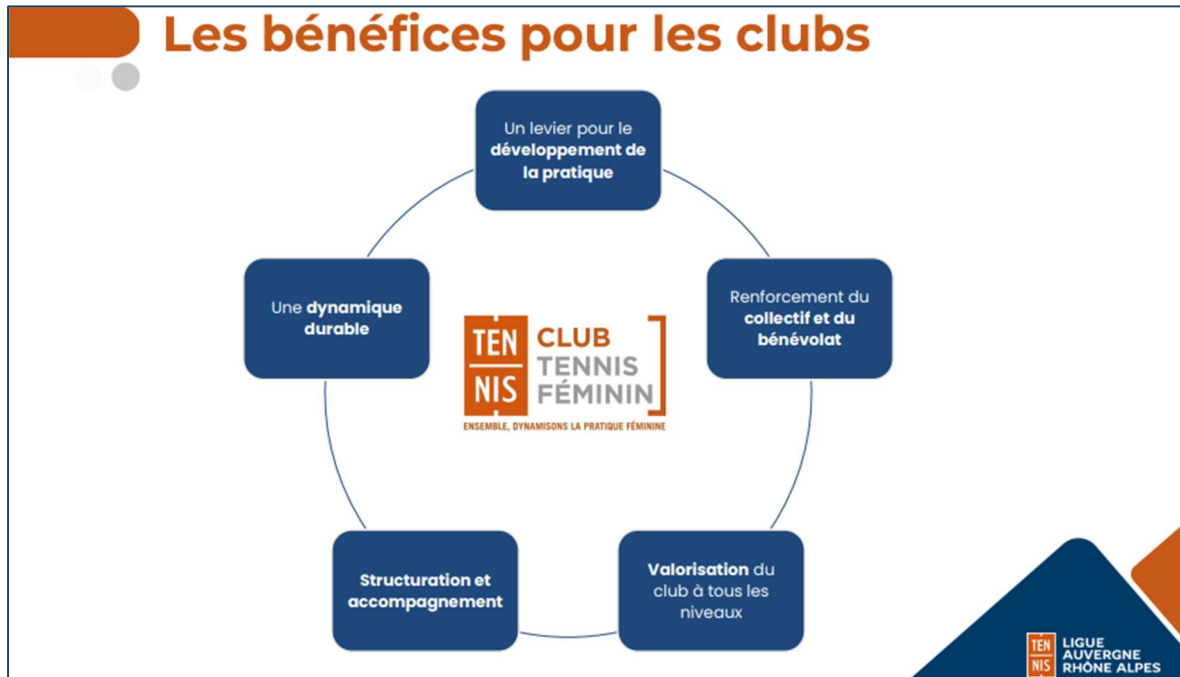 Les bénéfices pour les clubs
Un levier pour le
développement de
la pratique
Une dynamique
durable
Renforcement du
collectif et du
bénévolat
TEN
NIS
CLUB
TENNIS
FÉMININ
ENSEMBLE, DYNAMISONS LA PRATIQUE FÉMININE
Structuration et
accompagnement
Valorisation du
club à tous les
niveaux
TEN
NIS
LIGUE
AUVERGNE
RHÔNE ALPES